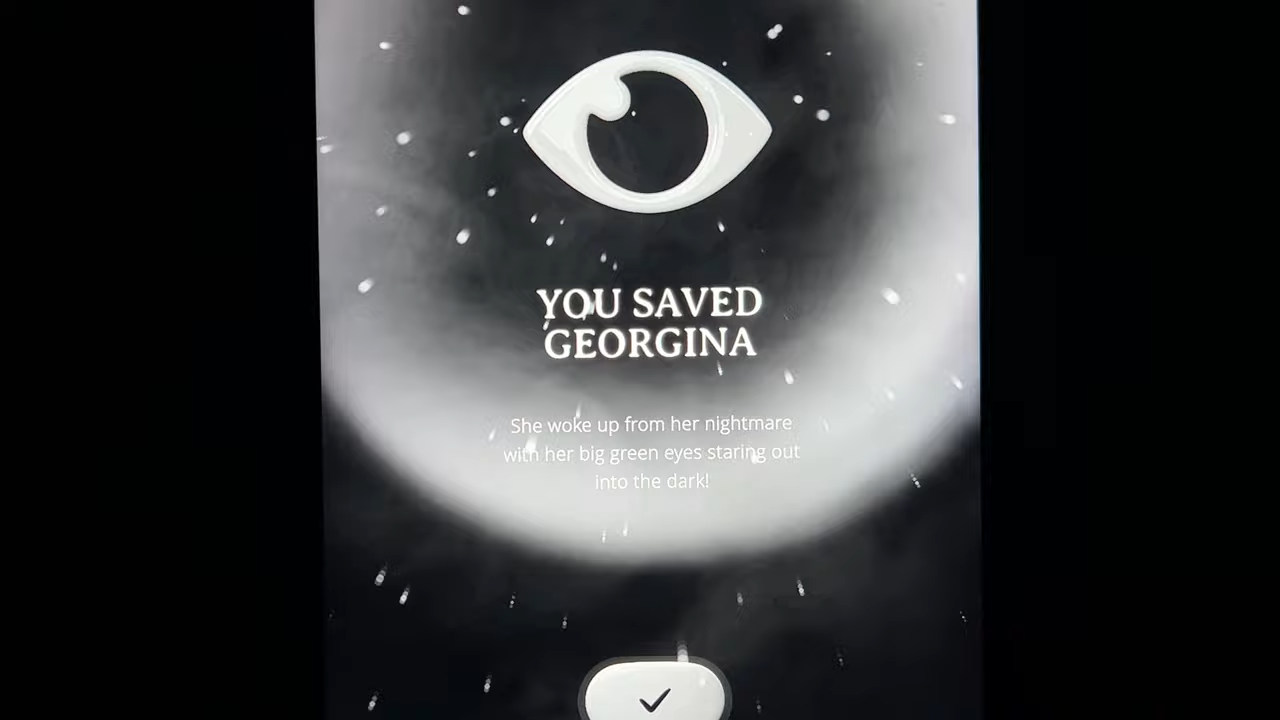 YOU SAVED
GEORGINA
She woke up from her nightmare
with her big green eyes staring out
into the dark!